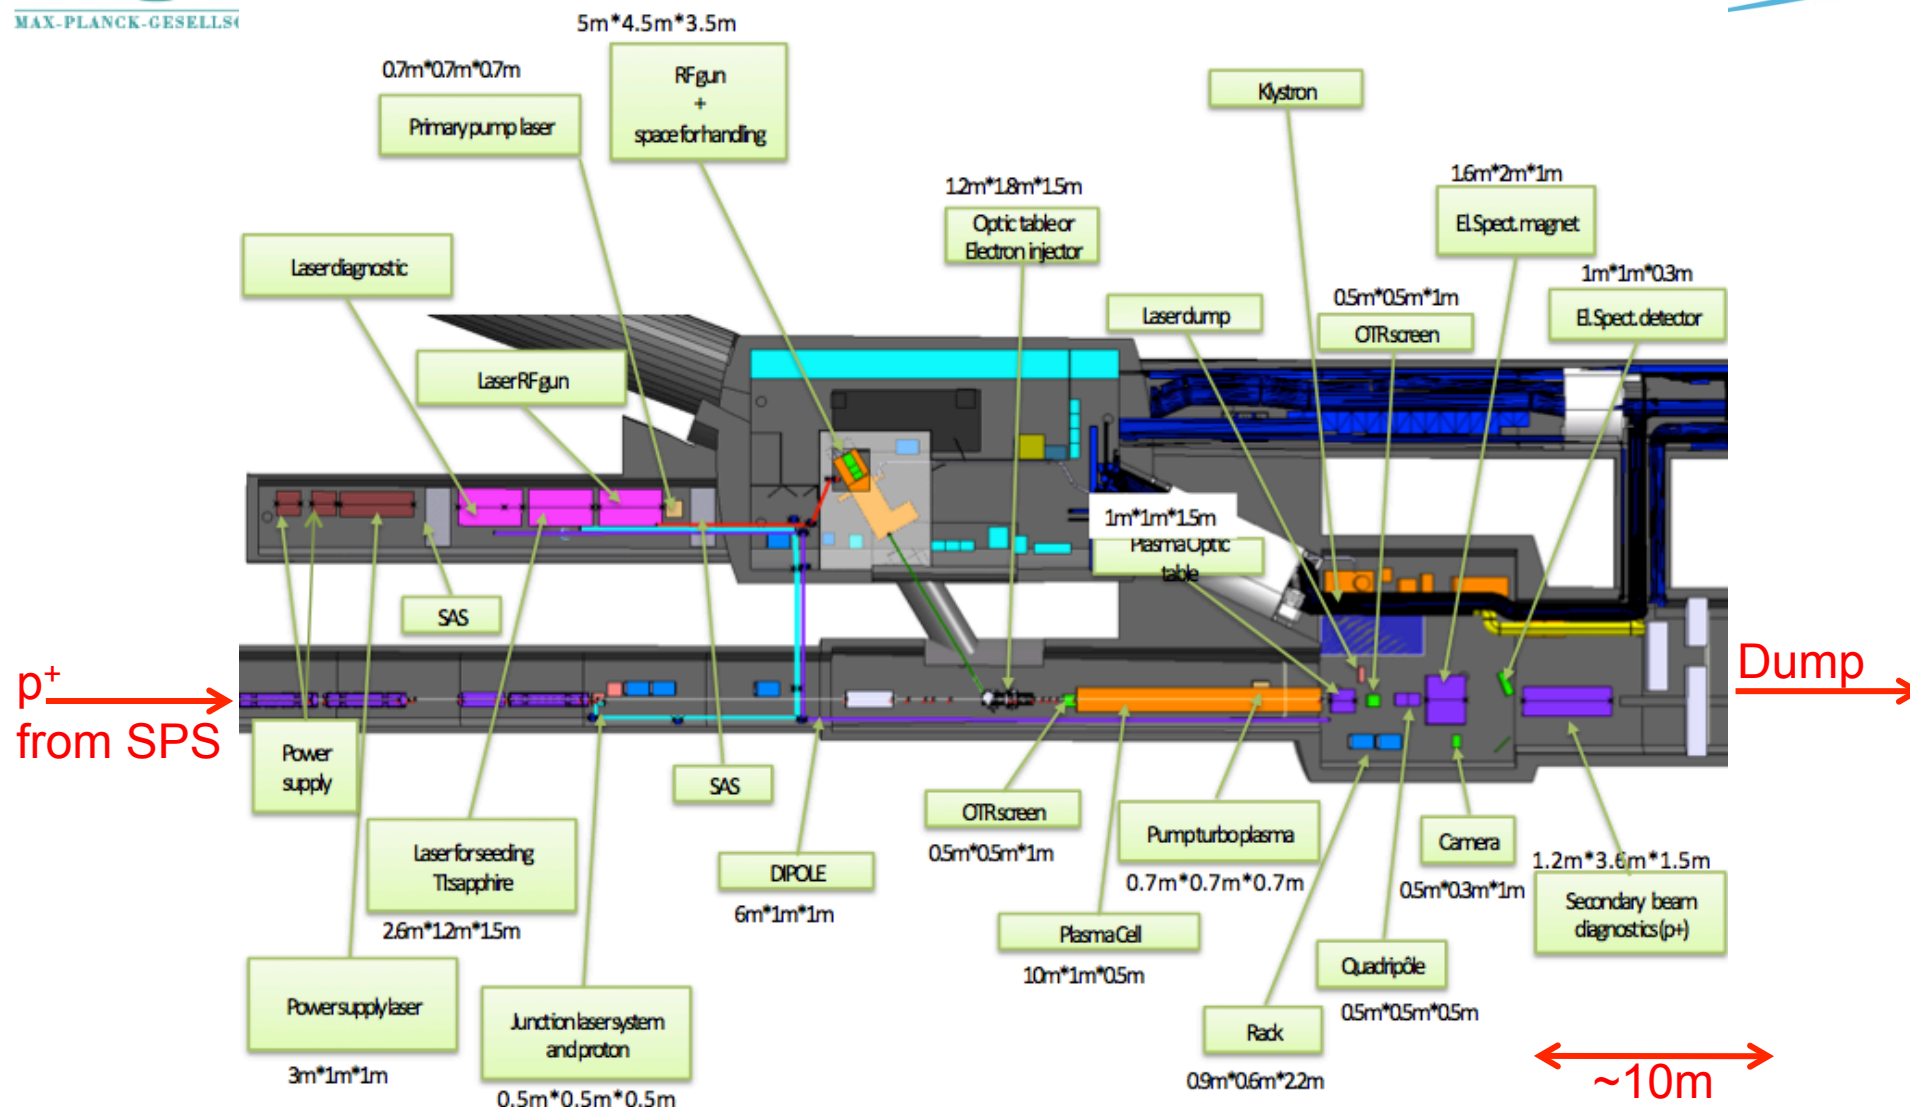 MAX-PLANCK-GESELLS
5m*4.5m*3.5m
RF gun
+
space for handling
0.7m*0.7m*0.7m
Primary pump laser
Klystron
1.2m*1.8m*1.5m
Optic table or
Electron injector
1.6m*2m*1m
El. Spect. magnet
Laser diagnostic
1m*1m*0.3m
El. Spect. detector
0.5m*0.5m*1m
OTR screen
Laser dump
Laser RF gun
1m*1m*1.5m
Plasma Optic
table
SAS
p+
from SPS
Dump
Power
supply
SAS
OTR screen
0.5m*0.5m*1m
Pump turbo plasma
0.7m*0.7m*0.7m
Camera
0.5m*0.3m*1m
1.2m*3.6m*1.5m
Secondary beam
diagnostics (p+)
Laser for seeding
TI:sapphire
2.6m*1.2m*1.5m
DIPOLE
6m*1m*1m
Plasma Cell
10m*1m*0.5m
Quadripôle
0.5m*0.5m*0.5m
Power supply laser
3m*1m*1m
Junction laser system
and proton
0.5m*0.5m*0.5m
Rack
0.9m*0.6m*2.2m
~10m